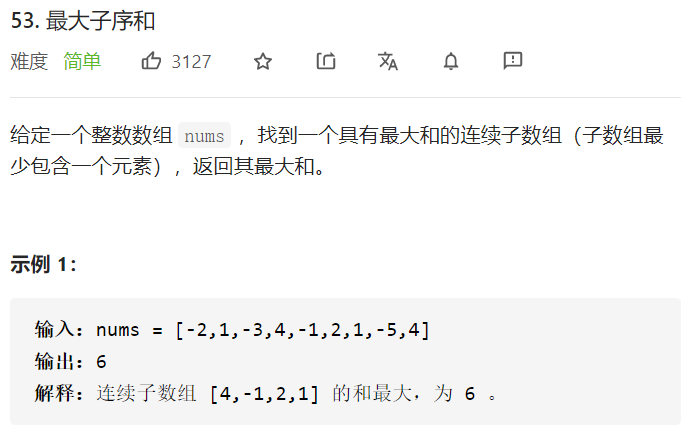 53. 最大子序和
难度 简单 3127
给定一个整数数组 nums ，找到一个具有最大和的连续子数组（子数组最
少包含一个元素），返回其最大和。
示例 1：
输入：nums = [-2,1,-3,4,-1,2,1,-5,4]
输出：6
解释：连续子数组 [4,-1,2,1] 的和最大，为 6 。